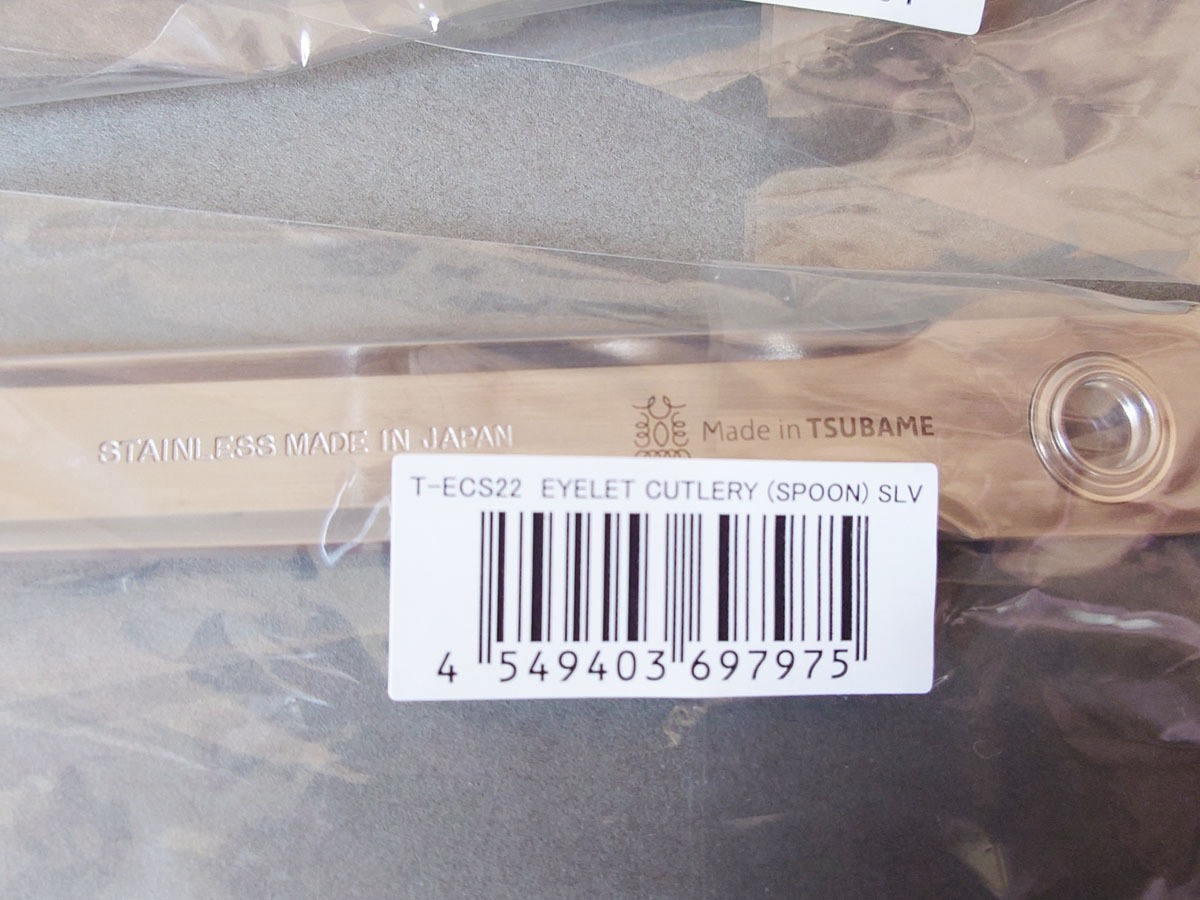 STAINLESS MADE IN JAPAN
Made in TSUBAME
T-ECS22 EYELET CUTLERY (SPOON) SLV
4 549403 697975